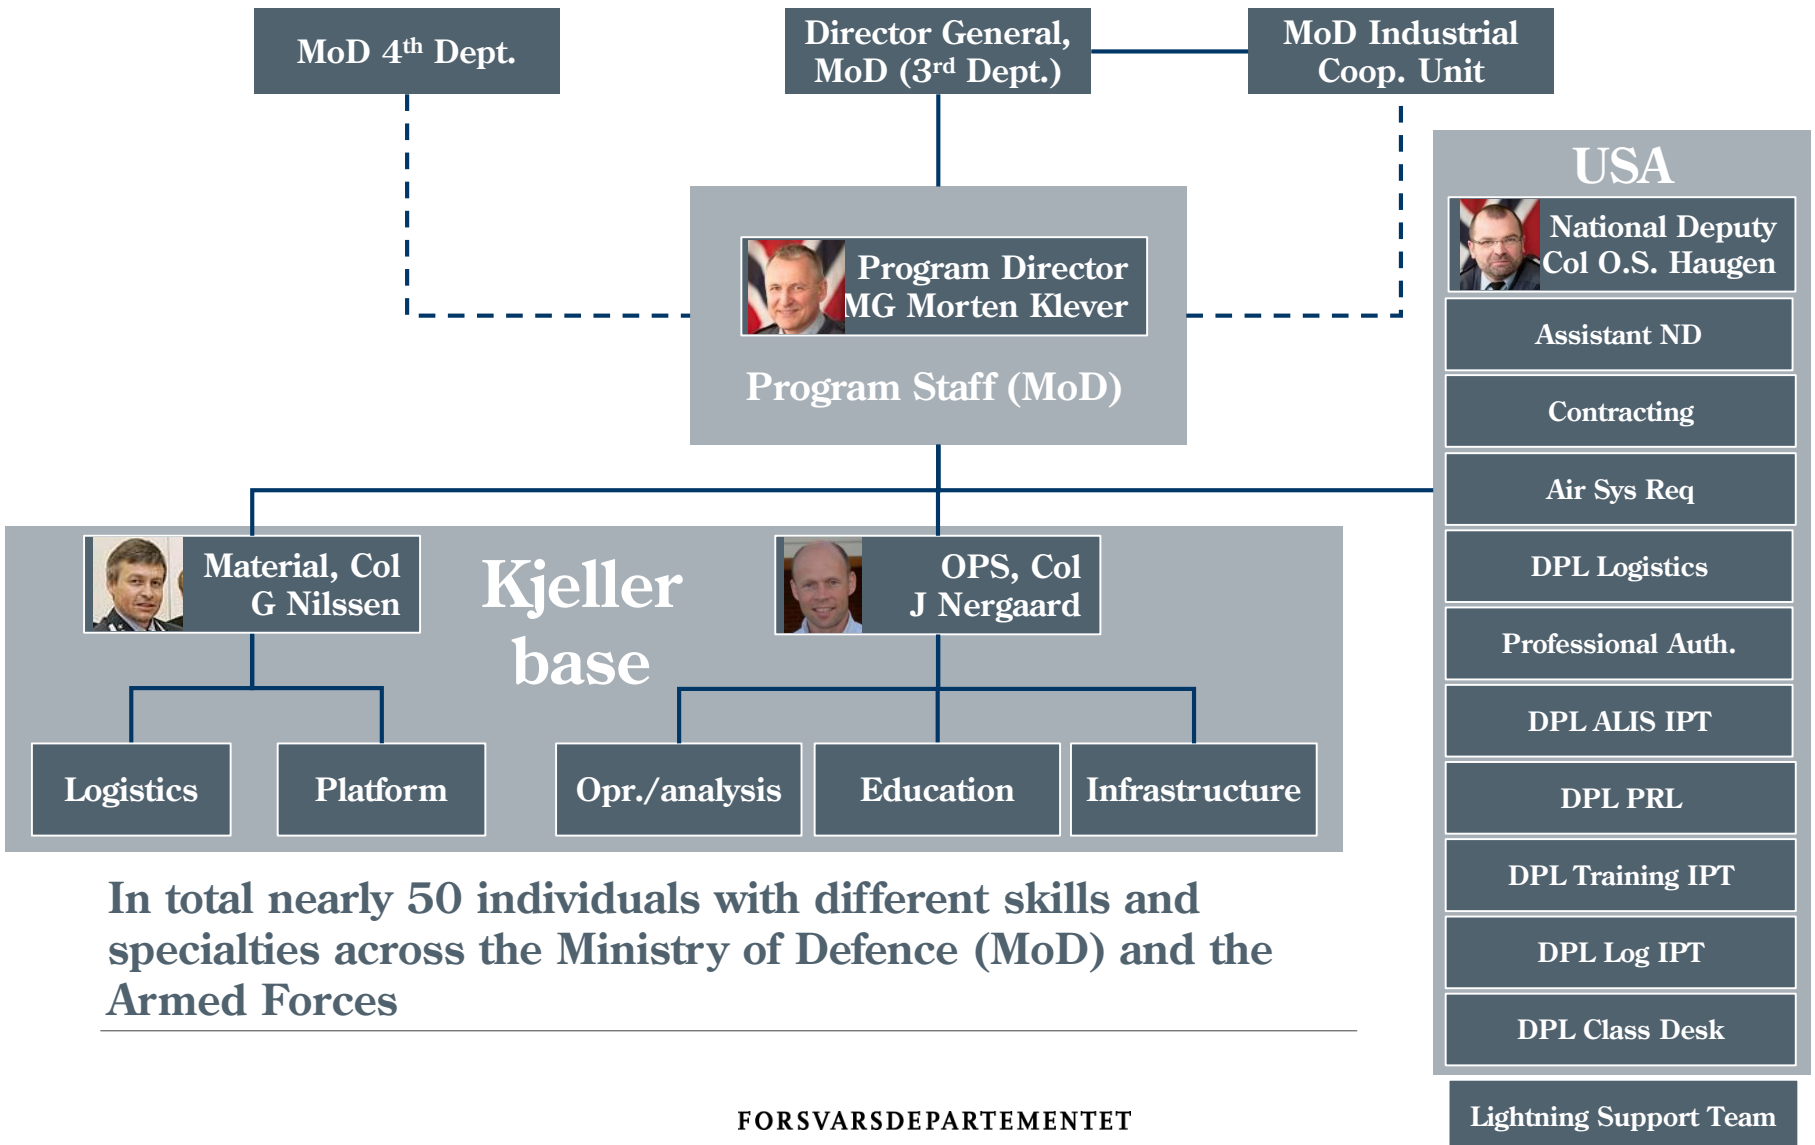 MoD 4th Dept.
Director General,
MoD (3rd Dept.)
MoD Industrial
Coop. Unit
USA
National Deputy
Col O.S. Haugen
Program Director
MG Morten Klever
Program Staff (MoD)
Assistant ND
Contracting
Air Sys Req
DPL Logistics
Professional Auth.
DPL ALIS IPT
DPL PRL
DPL Training IPT
DPL Log IPT
DPL Class Desk
Lightning Support Team
Material, Col
G Nilssen
Kjeller
base
OPS, Col
J Nergaard
Logistics
Platform
Opr./analysis
Education
Infrastructure
In total nearly 50 individuals with different skills and
specialties across the Ministry of Defence (MoD) and the
Armed Forces
FORSVARSDEPARTEMENTET